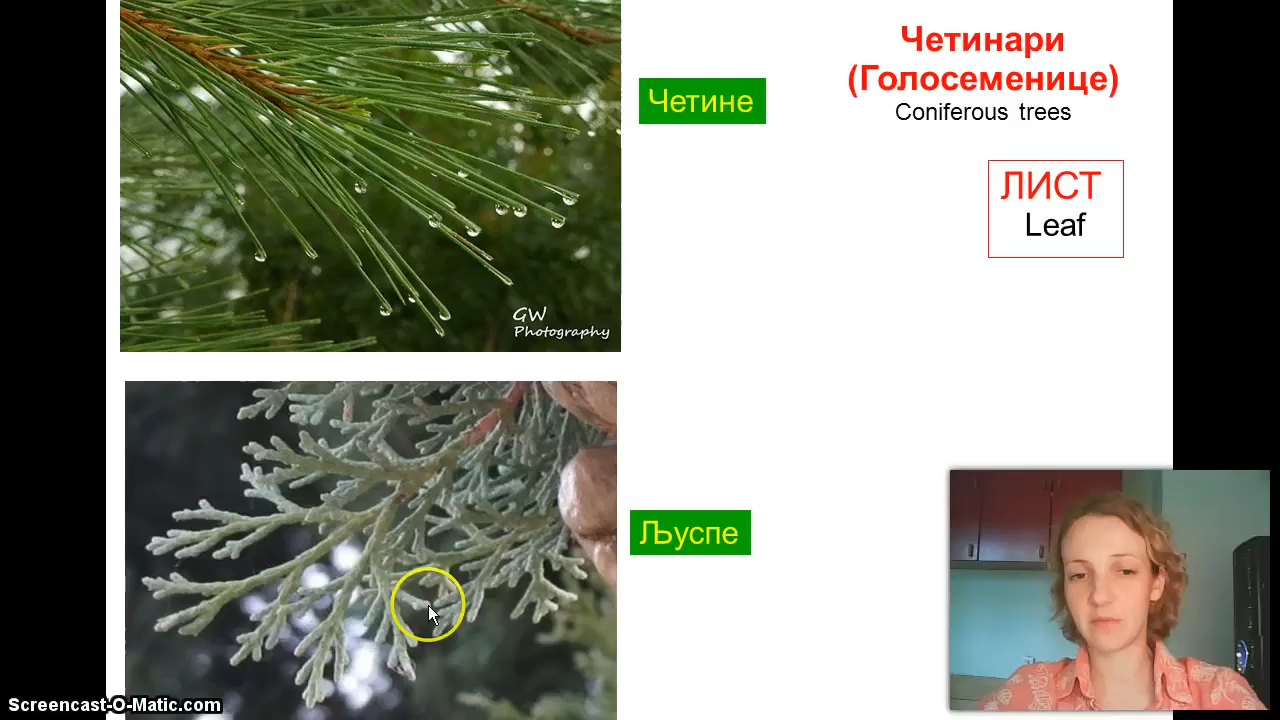 Четинари
(Голосеменице)
Coniferous trees
Четине
ЛИСТ
Leaf
GW
Photography
Љуспе
Screencast-O-Matic.com